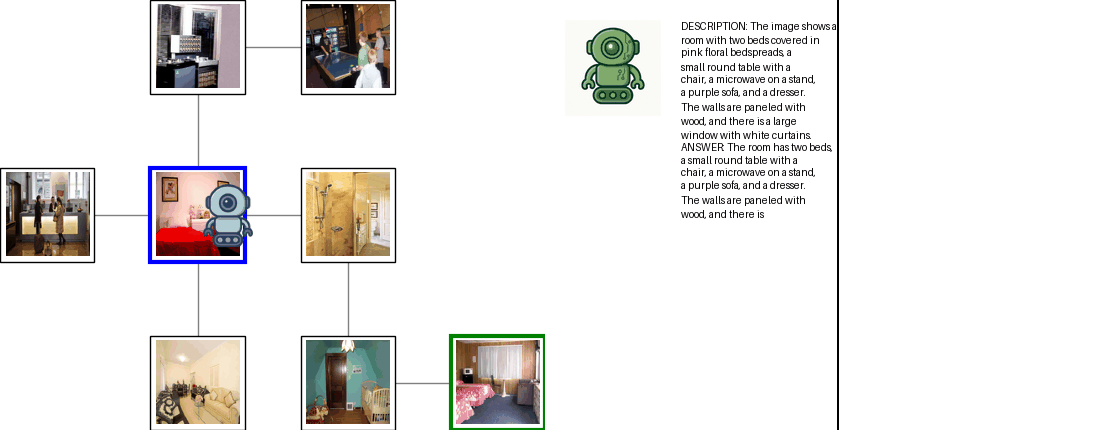 DESCRIPTION: The image shows a
room with two beds covered in
pink floral bedspreads, a
small round table with a
chair, a microwave on a stand,
a purple sofa, and a dresser.
The walls are paneled with
wood, and there is a large
window with white curtains.
ANSWER: The room has two beds,
a small round table with a
chair, a microwave on a stand,
a purple sofa, and a dresser.
The walls are paneled with
wood, and there is